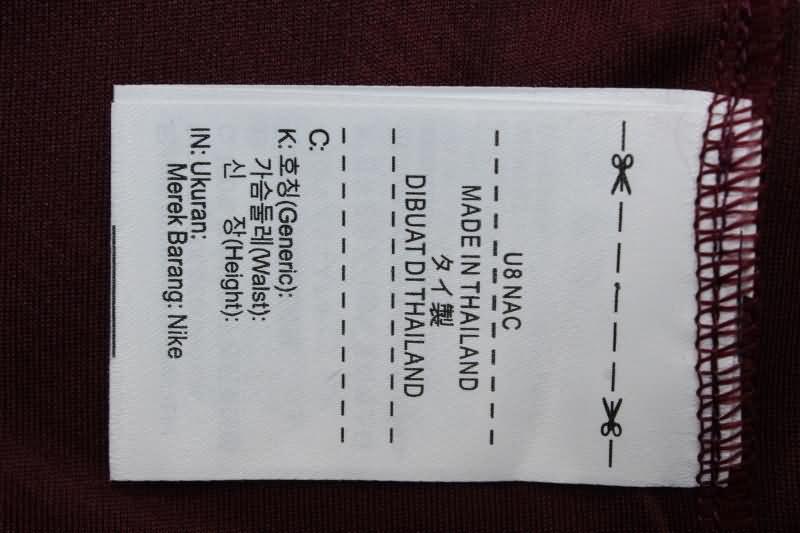 U8 NAC
MADE IN THAILAND
タイ製
DIBUAT DI THAILAND
C:
K: 호칭(Generic):
가슴둘레(Walst):
신 장(Height):
IN: Ukuran:
Merek Barang: Nike